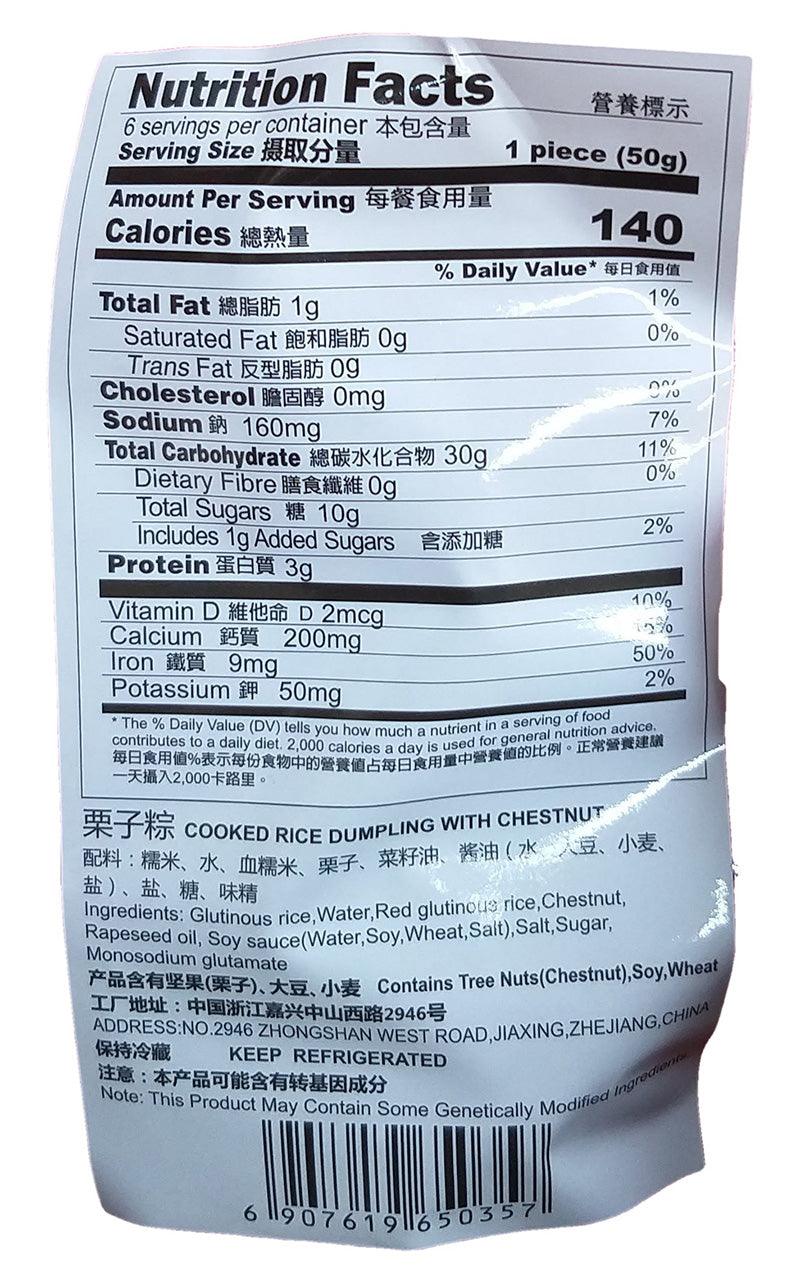 Nutrition Facts 營養標示
6 servings per container 本包含量
Serving Size 摄取分量 1 piece (50g)
Amount Per Serving 每餐食用量
Calories 總熱量 140
% Daily Value* 每日食用值
Total Fat 總脂肪 1g 1%
Saturated Fat 飽和脂肪 0g 0%
Trans Fat 反型脂肪 0g
Cholesterol 膽固醇 0mg 0%
Sodium 鈉 160mg 7%
Total Carbohydrate 總碳水化合物 30g 11%
Dietary Fibre 膳食纖維 0g 0%
Total Sugars 糖 10g
Includes 1g Added Sugars 含添加糖 2%
Protein 蛋白質 3g
Vitamin D 維他命 D 2mcg 10%
Calcium 鈣質 200mg 15%
Iron 鐵質 9mg 50%
Potassium 鉀 50mg 2%
* The % Daily Value (DV) tells you how much a nutrient in a serving of food
contributes to a daily diet. 2,000 calories a day is used for general nutrition advice.
每日食用值%表示每份食物中的營養值占每日食用量中營養值的比例。正常營養建議
一天攝入2,000卡路里。
栗子粽 COOKED RICE DUMPLING WITH CHESTNUT
配料：糯米、水、血糯米、栗子、菜籽油、酱油（水、大豆、小麦、
盐）、盐、糖、味精
Ingredients: Glutinous rice,Water,Red glutinous rice,Chestnut,
Rapeseed oil, Soy sauce(Water,Soy,Wheat,Salt),Salt,Sugar,
Monosodium glutamate
产品含有坚果(栗子)、大豆、小麦 Contains Tree Nuts(Chestnut),Soy,Wheat
工厂地址：中国浙江嘉兴中山西路2946号
ADDRESS:NO.2946 ZHONGSHAN WEST ROAD,JIAXING,ZHEJIANG,CHINA
保持冷藏 KEEP REFRIGERATED
注意：本产品可能含有转基因成分
Note: This Product May Contain Some Genetically Modified Ingredients
6 907619 650357